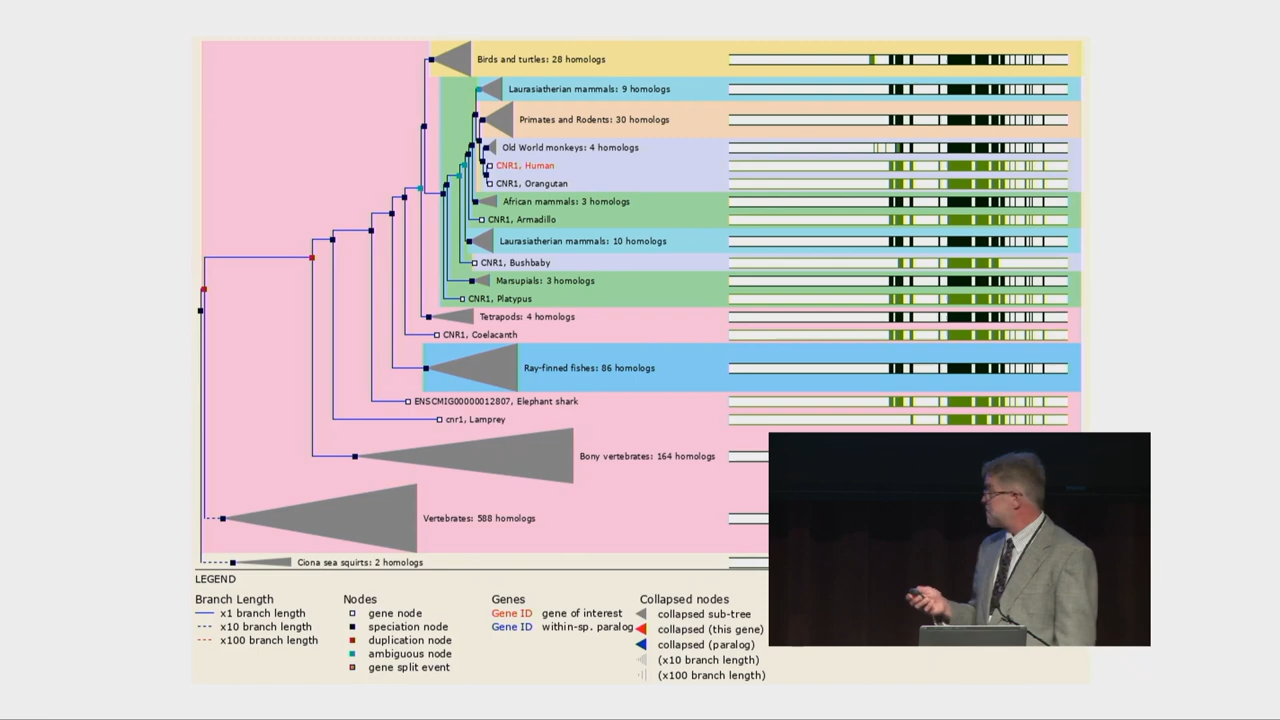 Birds and turtles: 28 homologs
Laurasiatherian mammals: 9 homologs
Primates and Rodents: 30 homologs
Old World monkeys: 4 homologs
CNR1, Human
CNR1, Orangutan
African mammals: 3 homologs
CNR1, Armadillo
Laurasiatherian mammals: 10 homologs
CNR1, Bushbaby
Marsupials: 3 homologs
CNR1, Platypus
Tetrapods: 4 homologs
CNR1, Coelacanth
Ray-finned fishes: 86 homologs
ENSCMIG00000012807, Elephant shark
cnr1, Lamprey
Bony vertebrates: 164 homologs
Vertebrates: 588 homologs
Ciona sea squirts: 2 homologs
LEGEND
Branch Length
x1 branch length
x10 branch length
x100 branch length
Nodes
gene node
speciation node
duplication node
ambiguous node
gene split event
Genes
Gene ID gene of interest
Gene ID within-sp. paralog
Collapsed nodes
collapsed sub-tree
collapsed (this gene)
collapsed (paralog)
(x10 branch length)
(x100 branch length)